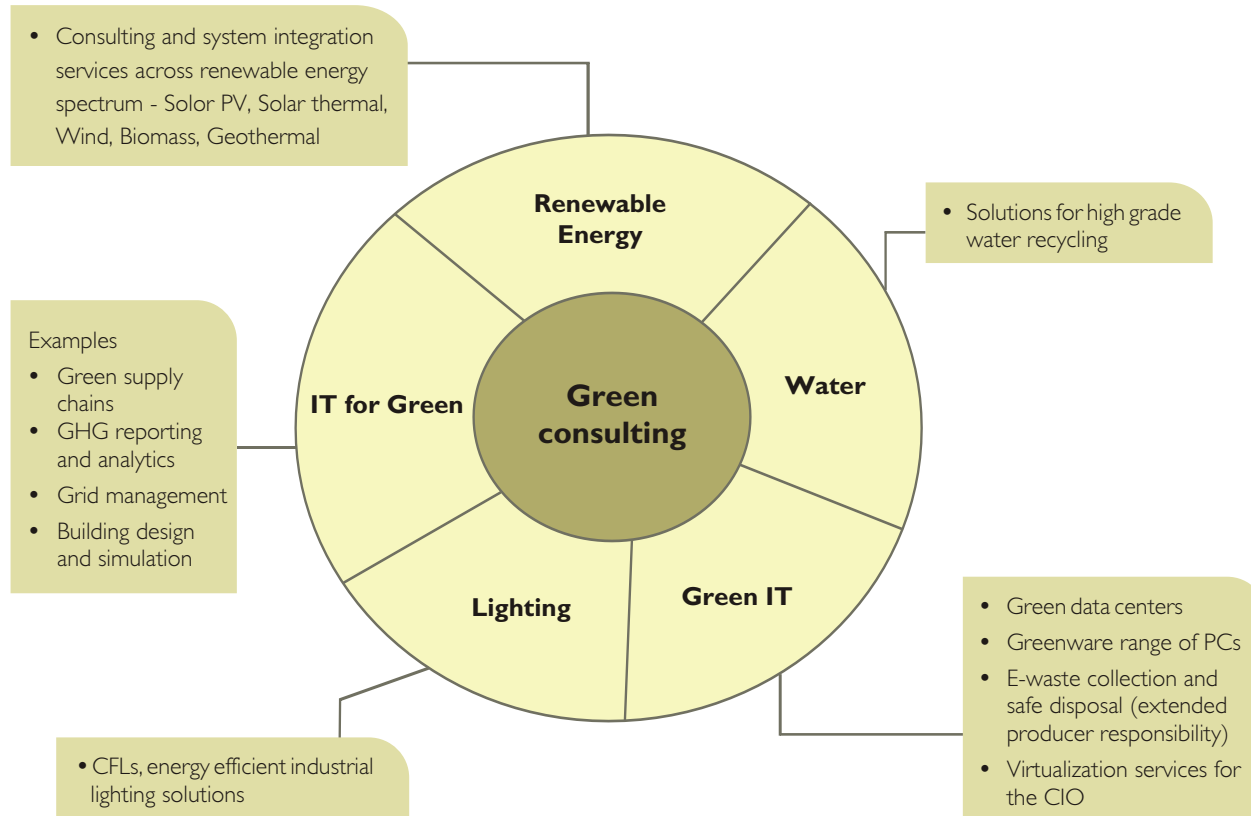 • Consulting and system integration
services across renewable energy
spectrum - Solor PV, Solar thermal,
Wind, Biomass, Geothermal
Renewable
Energy
• Solutions for high grade
water recycling
Examples
• Green supply
chains
• GHG reporting
and analytics
• Grid management
• Building design
and simulation
IT for Green
Green
consulting
Water
Lighting
Green IT
• Green data centers
• Greenware range of PCs
• E-waste collection and
safe disposal (extended
producer responsibility)
• Virtualization services for
the CIO
• CFLs, energy efficient industrial
lighting solutions